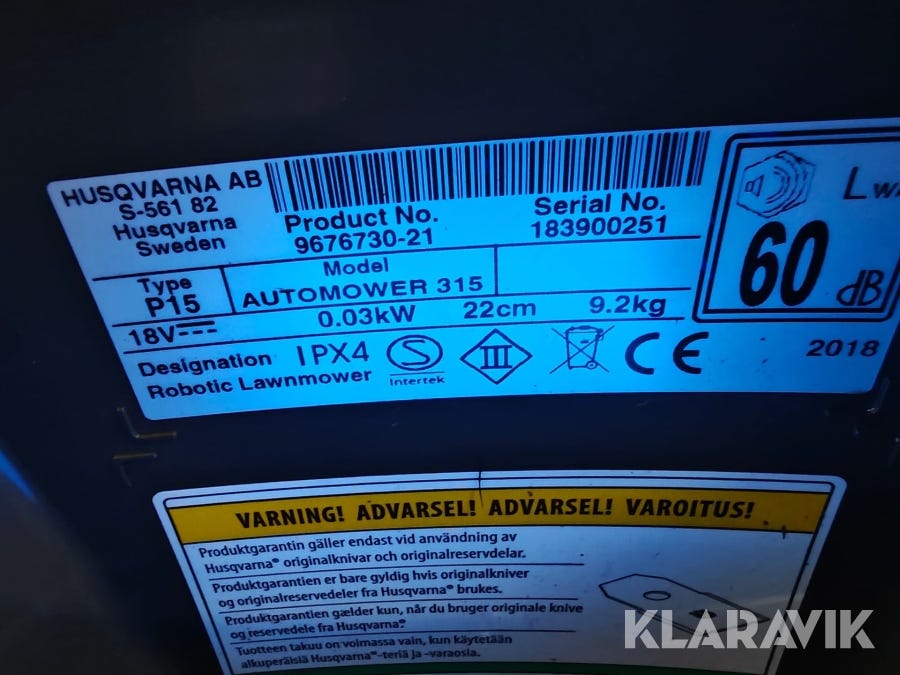 HUSQVARNA AB
S-561 82
Husqvarna
Sweden
Product No.
9676730-21
Serial No.
183900251
Type
P15
Model
AUTOMOWER 315
18V
0.03kW 22cm 9.2kg
Designation IPX4
Robotic Lawnmower
S
Intertek
III
CE
60 dB
2018
VARNING! ADVARSEL! ADVARSEL! VAROITUS!
Produktgarantin gäller endast vid användning av
Husqvarna® originalknivar och originalreservdelar.
Produktgarantien er bare gyldig hvis originalkniver
og originalreservedeler fra Husqvarna® brukes.
Produktgarantien gælder kun, når du bruger originale knive
og reservedele fra Husqvarna®.
Tuotteen takuu on voimassa vain, kun käytetään
alkuperäisiä Husqvarna®-teriä ja -varaosia.
KLARAVIK